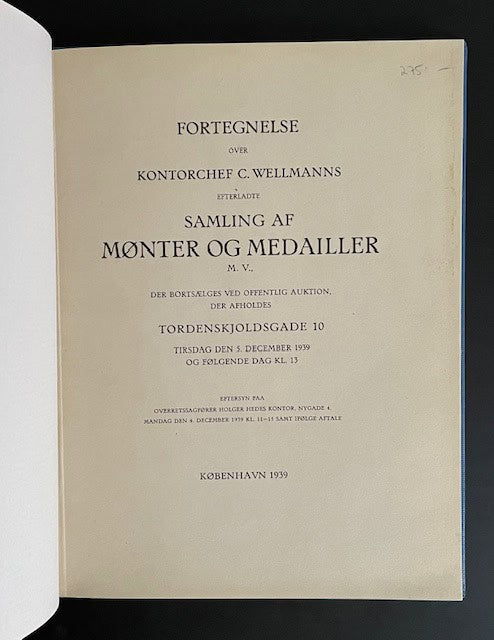 275. —
FORTEGNELSE
OVER
KONTORCHEF C. WELLMANNS
EFTERLADTE
SAMLING AF
MØNTER OG MEDAILLER
M. V.,
DER BORTSÆLGES VED OFFENTLIG AUKTION,
DER AFHOLDES
TORDENSKJOLDSGADE 10
TIRSDAG DEN 5. DECEMBER 1939
OG FØLGENDE DAG KL. 13
EFTERSYN PAA
OVERRETSSAGFØRER HOLGER HEDES KONTOR, NYGADE 4,
MANDAG DEN 4. DECEMBER 1939 KL. 11—15 SAMT IFØLGE AFTALE
KØBENHAVN 1939